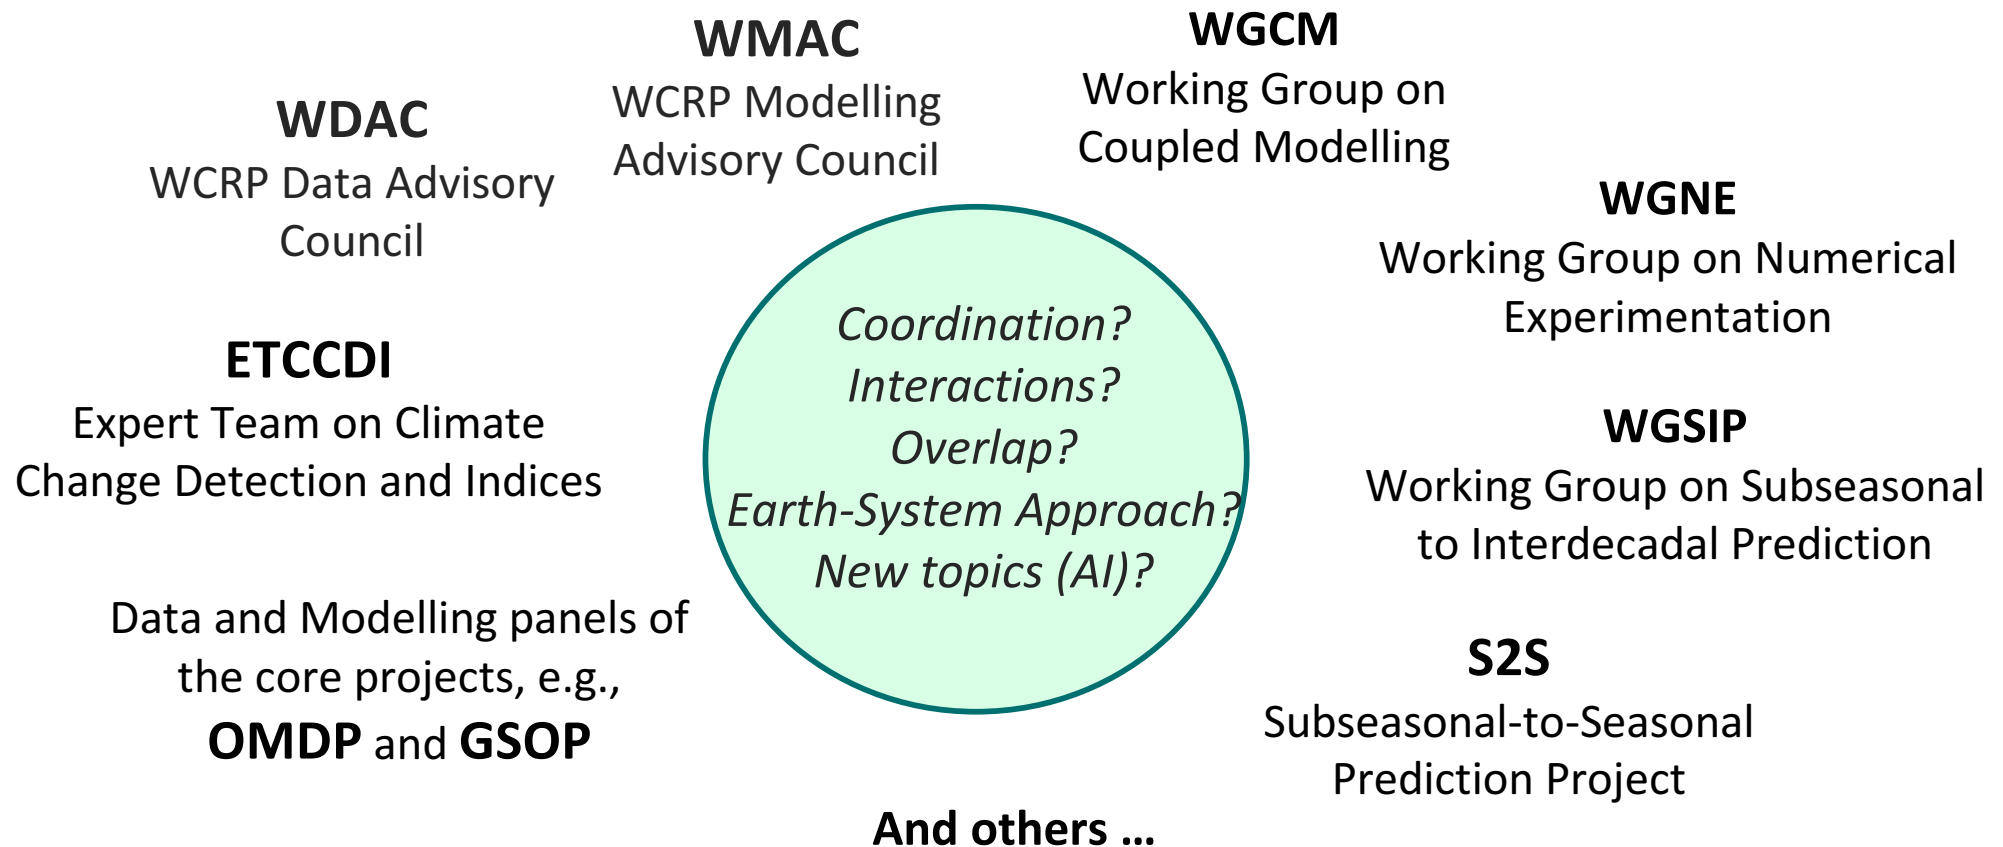 WMAC
WCRP Modelling
Advisory Council
WGCM
Working Group on
Coupled Modelling
WDAC
WCRP Data Advisory
Council
WGNE
Working Group on Numerical
Experimentation
ETCCDI
Expert Team on Climate
Change Detection and Indices
Coordination?
Interactions?
Overlap?
Earth-System Approach?
New topics (AI)?
WGSIP
Working Group on Subseasonal
to Interdecadal Prediction
Data and Modelling panels of
the core projects, e.g.,
OMDP and GSOP
S2S
Subseasonal-to-Seasonal
Prediction Project
And others …